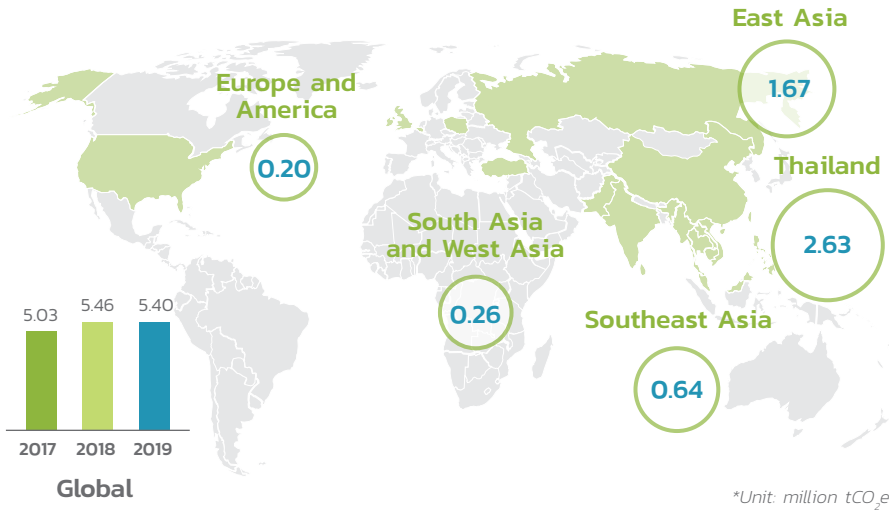 East Asia
1.67
Europe and
America
0.20
Thailand
2.63
South Asia
and West Asia
0.26
Southeast Asia
0.64
5.03
5.46
5.40
2017
2018
2019
Global
*Unit: million tCO₂e